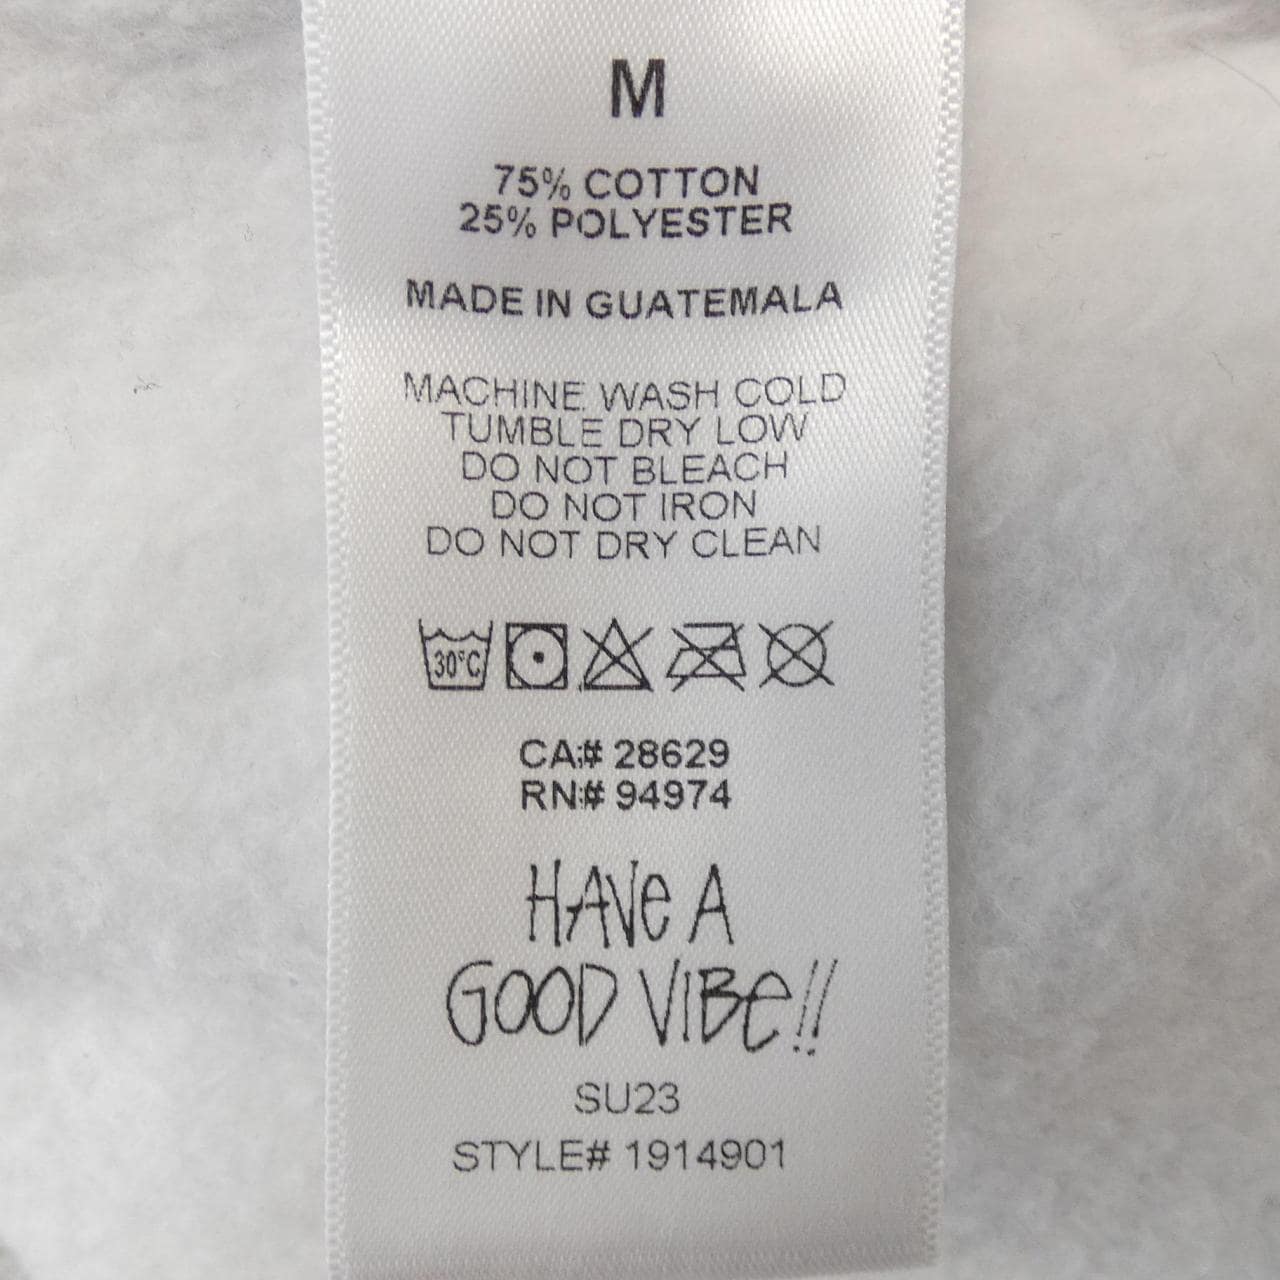 M
75% COTTON
25% POLYESTER
MADE IN GUATEMALA
MACHINE WASH COLD
TUMBLE DRY LOW
DO NOT BLEACH
DO NOT IRON
DO NOT DRY CLEAN
30°C
CA# 28629
RN# 94974
HAVe A
GOOD VIBe!!
SU23
STYLE# 1914901